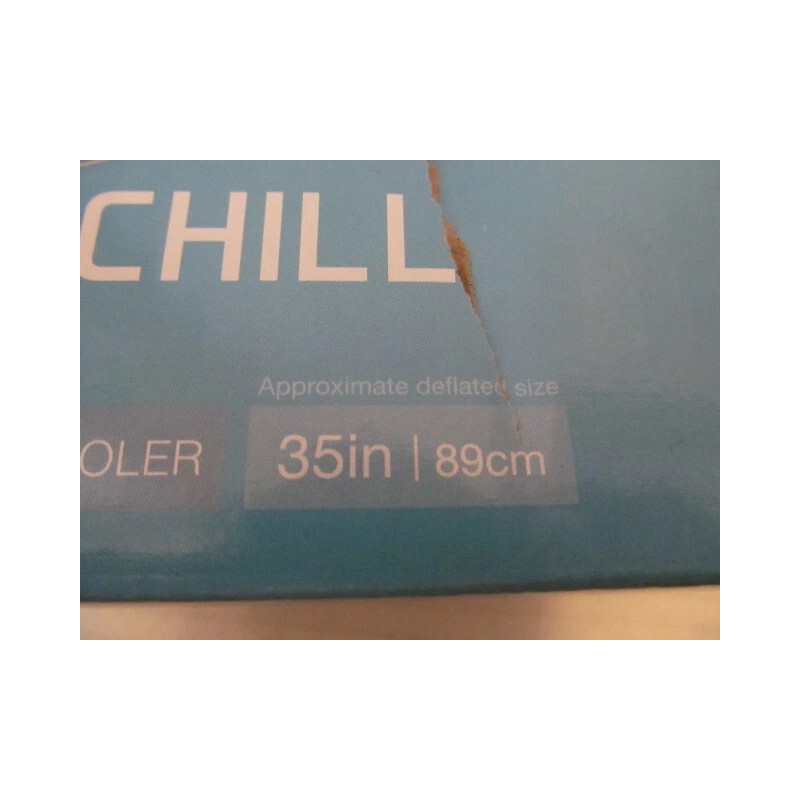 CHILL
Approximate deflated size
OLER
35in | 89cm